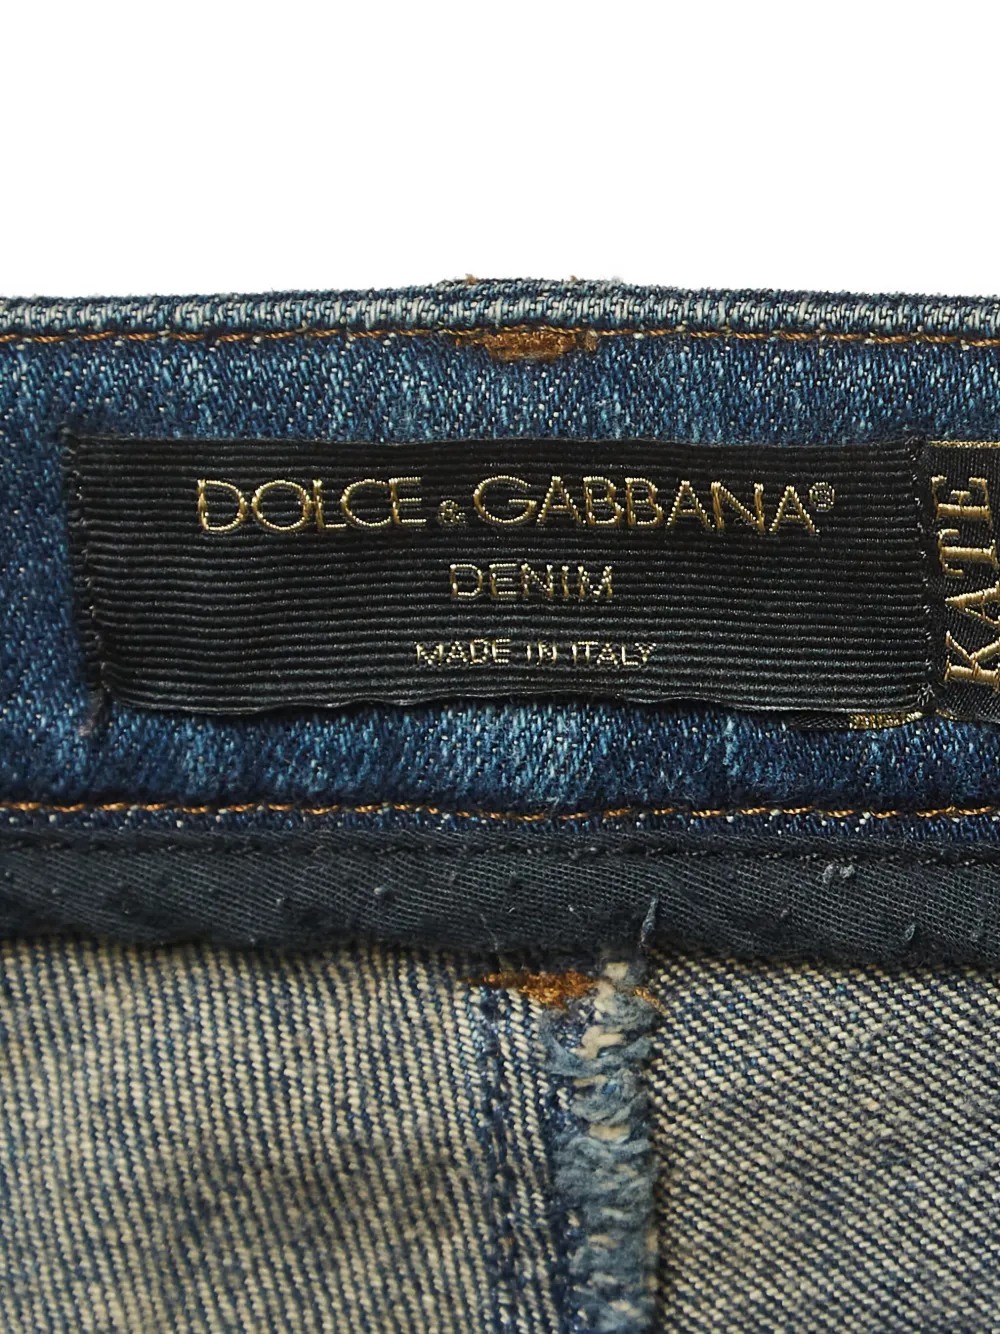 DOLCE & GABBANA®
DENIM
MADE IN ITALY
KATE